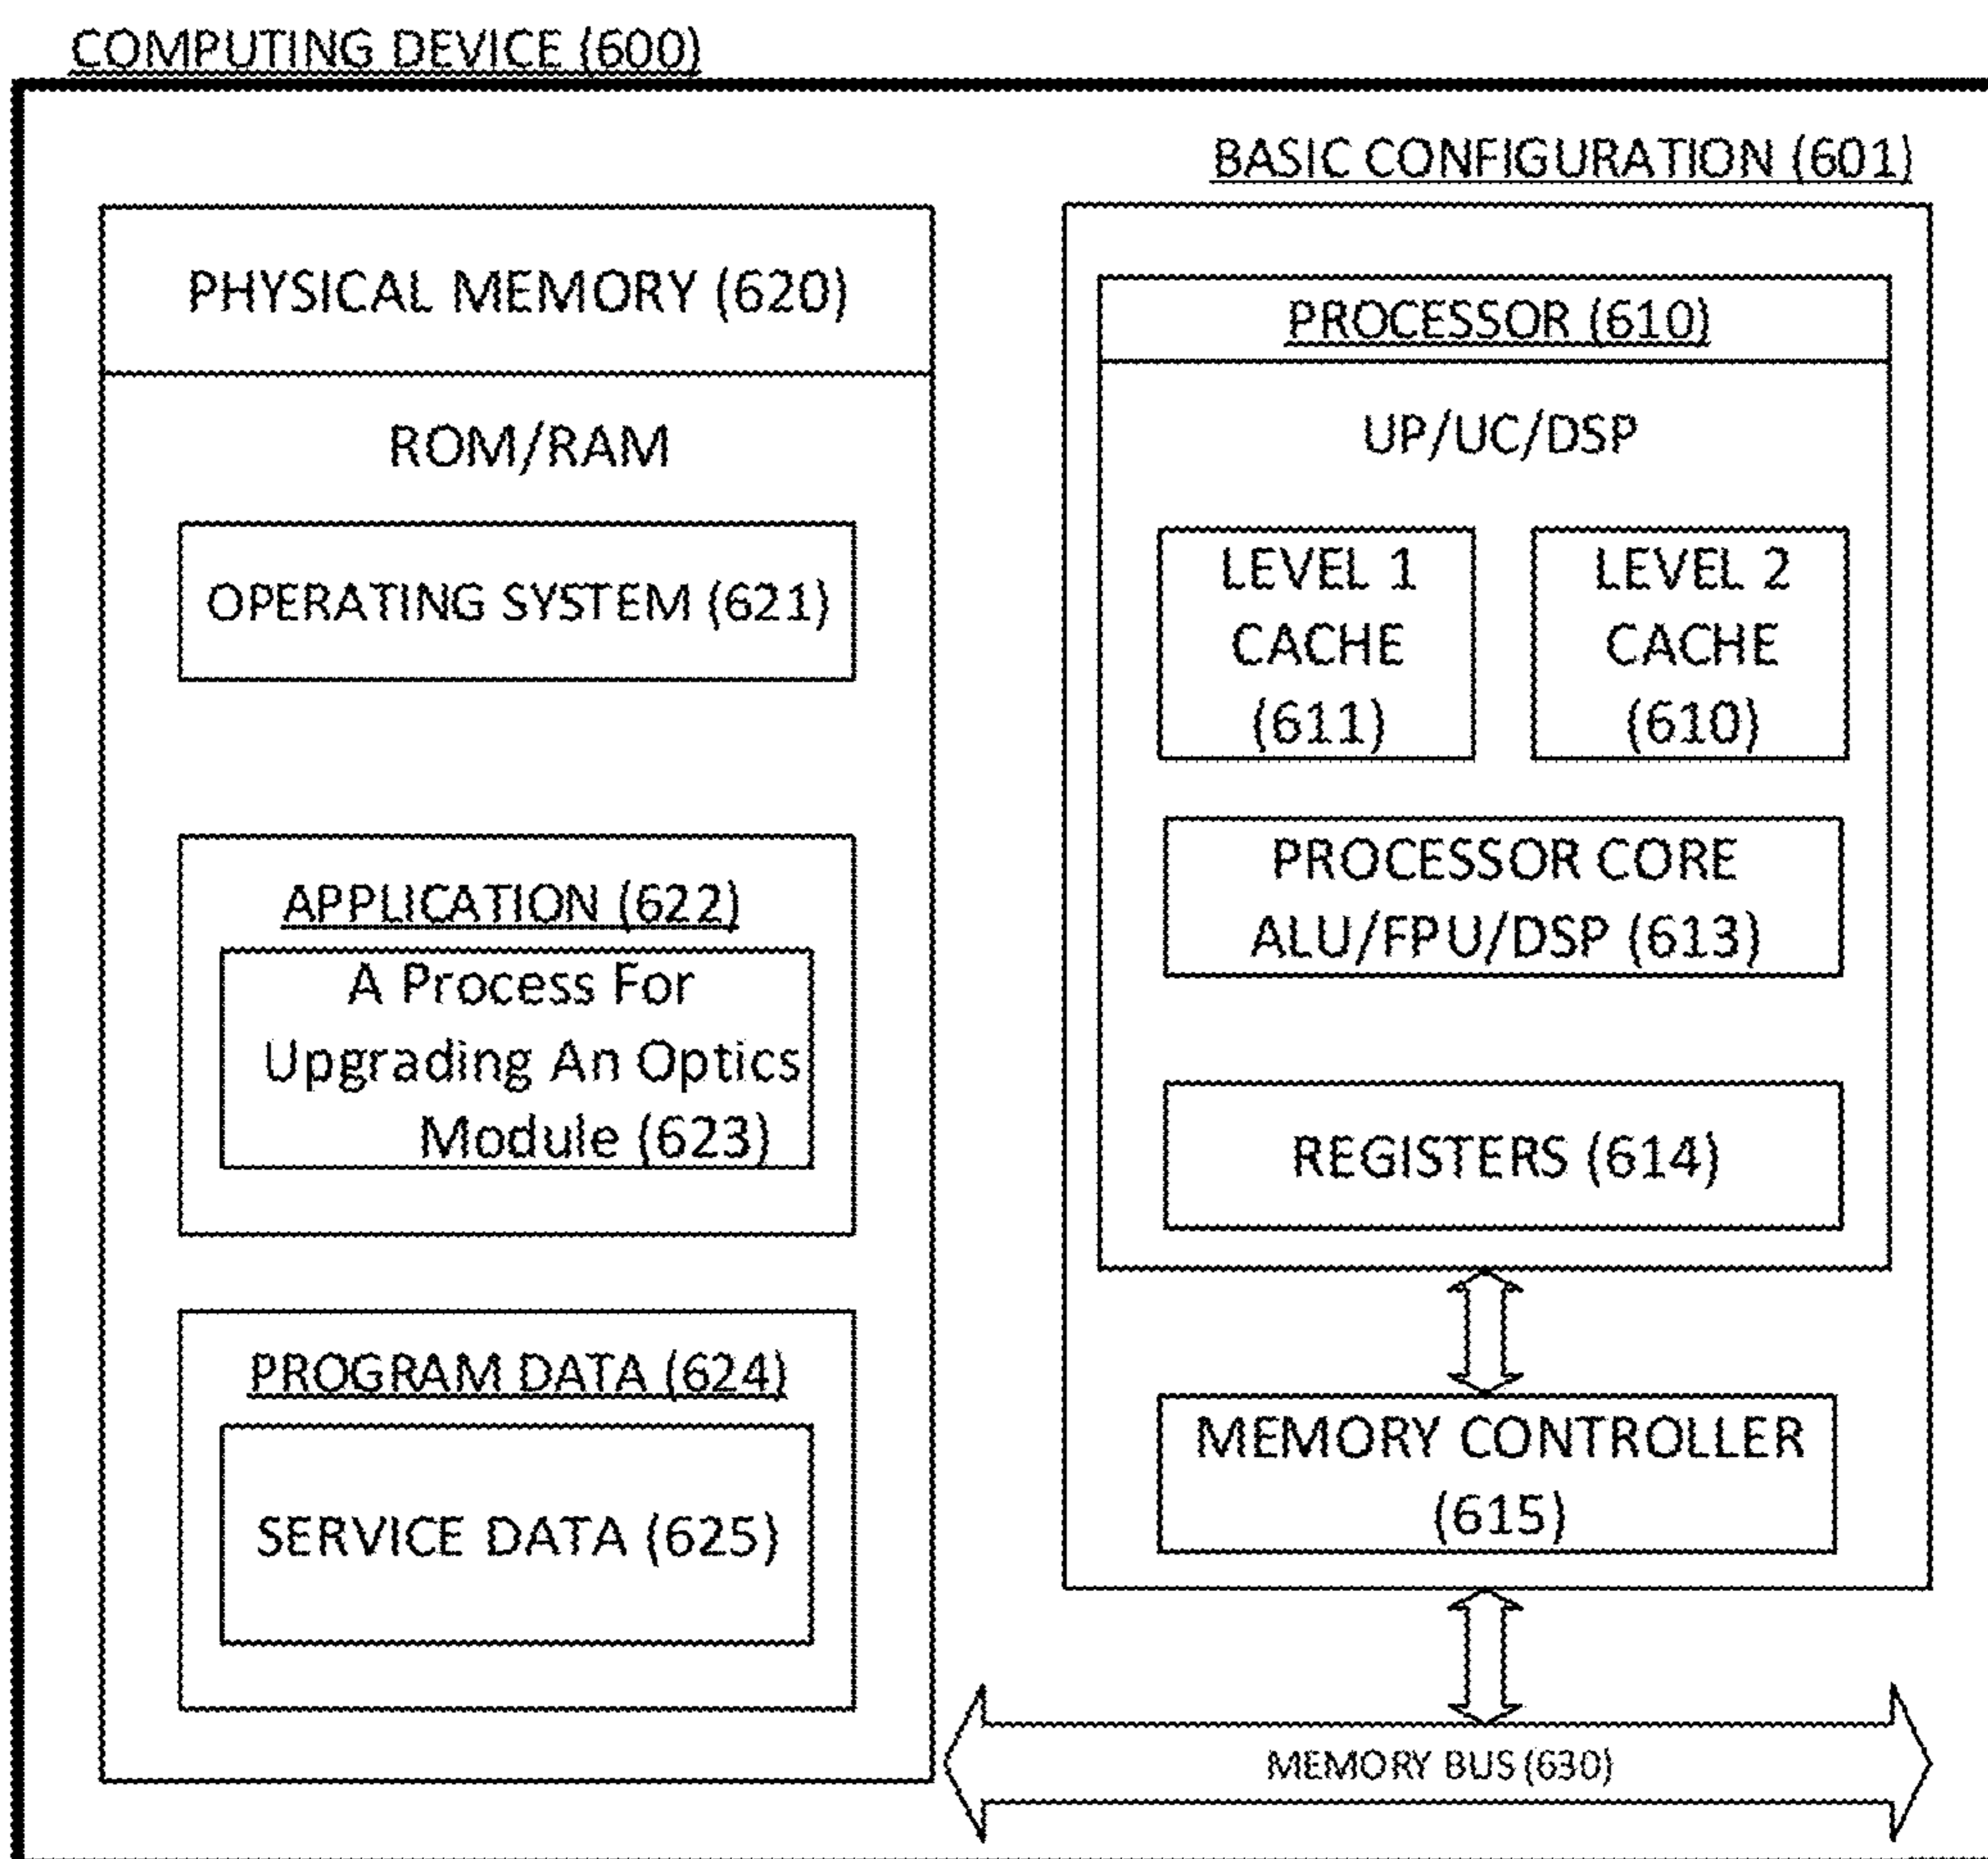 COMPUTING DEVICE (600)
PHYSICAL MEMORY (620)
ROM/RAM
OPERATING SYSTEM (621)
APPLICATION (622)
A Process For
Upgrading An Optics
Module (623)
PROGRAM DATA (624)
SERVICE DATA (625)
BASIC CONFIGURATION (601)
PROCESSOR (610)
UP/UC/DSP
LEVEL 1
CACHE
(611)
LEVEL 2
CACHE
(610)
PROCESSOR CORE
ALU/FPU/DSP (613)
REGISTERS (614)
MEMORY CONTROLLER
(615)
MEMORY BUS (630)